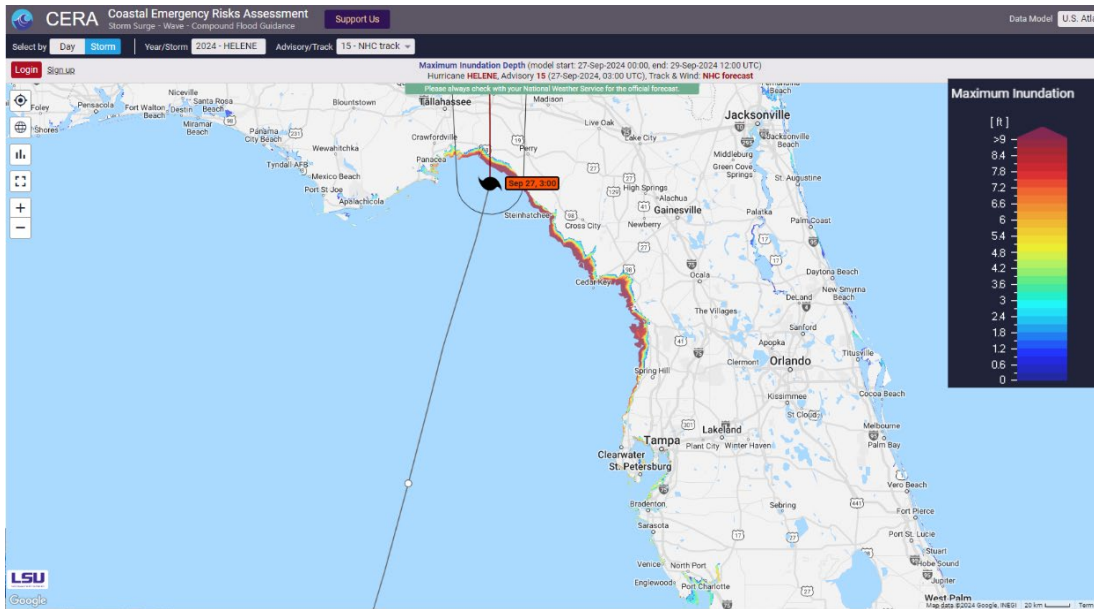 CERA
Coastal Emergency Risks Assessment
Storm Surge - Wave - Compound Flood Guidance
Support Us
Data Model
U.S. Atla
Select by
Day
Storm
Year/Storm
2024 - HELENE
Advisory/Track
15 - NHC track
Login
Sign up
Maximum Inundation Depth (model start: 27-Sep-2024 00:00, end: 29-Sep-2024 12:00 UTC)
Hurricane HELENE, Advisory 15 (27-Sep-2024, 03:00 UTC), Track & Wind: NHC forecast
Please always check with your National Weather Service for the official forecast.
Maximum Inundation
[ ft ]
>9
8.4
7.8
7.2
6.6
6
5.4
4.8
4.2
3.6
3
2.4
1.8
1.2
0.6
0
Niceville
Foley
Pensacola
Fort Walton
Beach
Santa Rosa
Beach
Destin
Miramar
Beach
Shores
Panama
City Beach
Blountstown
Tallahassee
Madison
Live Oak
Lake City
Jacksonville
Jacksonville
Beach
Middleburg
Green Cove
Springs
St. Augustine
Crawfordville
Perry
Wewahitchka
Panacea
Tyndall AFB
Mexico Beach
Port St Joe
Apalachicola
Sep 27, 3:00
High Springs
Alachua
Gainesville
Palatka
Palm Coast
Steinhatchee
Cross City
Newberry
Cedar Key
Ocala
Daytona Beach
New Smyrna
Beach
DeLand
The Villages
Sanford
Apopka
Titusville
Clermont
Orlando
Spring Hill
Kissimmee
Cocoa Beach
St Cloud
Melbourne
Palm Bay
Tampa
Lakeland
Plant City
Winter Haven
Clearwater
St. Petersburg
Vero Beach
Bradenton
Sebring
Fort Pierce
Sarasota
Port St. Lucie
Stuart
Hobe Sound
Venice
North Port
Jupiter
Englewood
Port Charlotte
West Palm
LSU
Google
Map data ©2024 Google, INEGI
20 km
Term